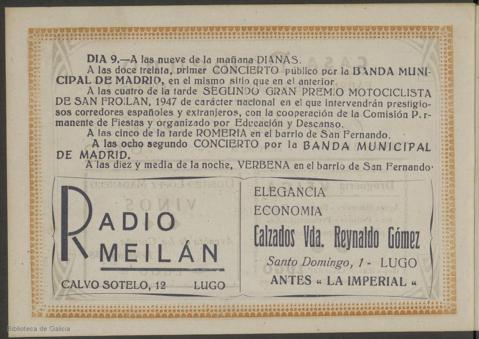 DIA 9.—A las nueve de la mañana DIANAS.
A las doce treinta, primer CONCIERTO público por la BANDA MUNI-
CIPAL DE MADRID, en el mismo sitio que en el anterior.
A las cuatro de la tarde SEGUNDO GRAN PREMIO MOTOCICLISTA
DE SAN FROILAN, 1947 de carácter nacional en el que intervendrán prestigio-
sos corredores españoles y extranjeros, con la cooperación de la Comisión P.r-
manente de Fiestas y organizado por Educación y Descanso.
A las cinco de la tarde ROMERIA en el barrio de San Fernando.
A las ocho segundo CONCIERTO por la BANDA MUNICIPAL
DE MADRID.
A las diez y media de la noche, VERBENA en el barrio de San Fernando.
RADIO
MEILÁN
CALVO SOTELO, 12 LUGO
ELEGANCIA
ECONOMIA
Calzados Vda. Reynaldo Gómez
Santo Domingo, 1 - LUGO
ANTES "LA IMPERIAL"
Biblioteca de Galicia